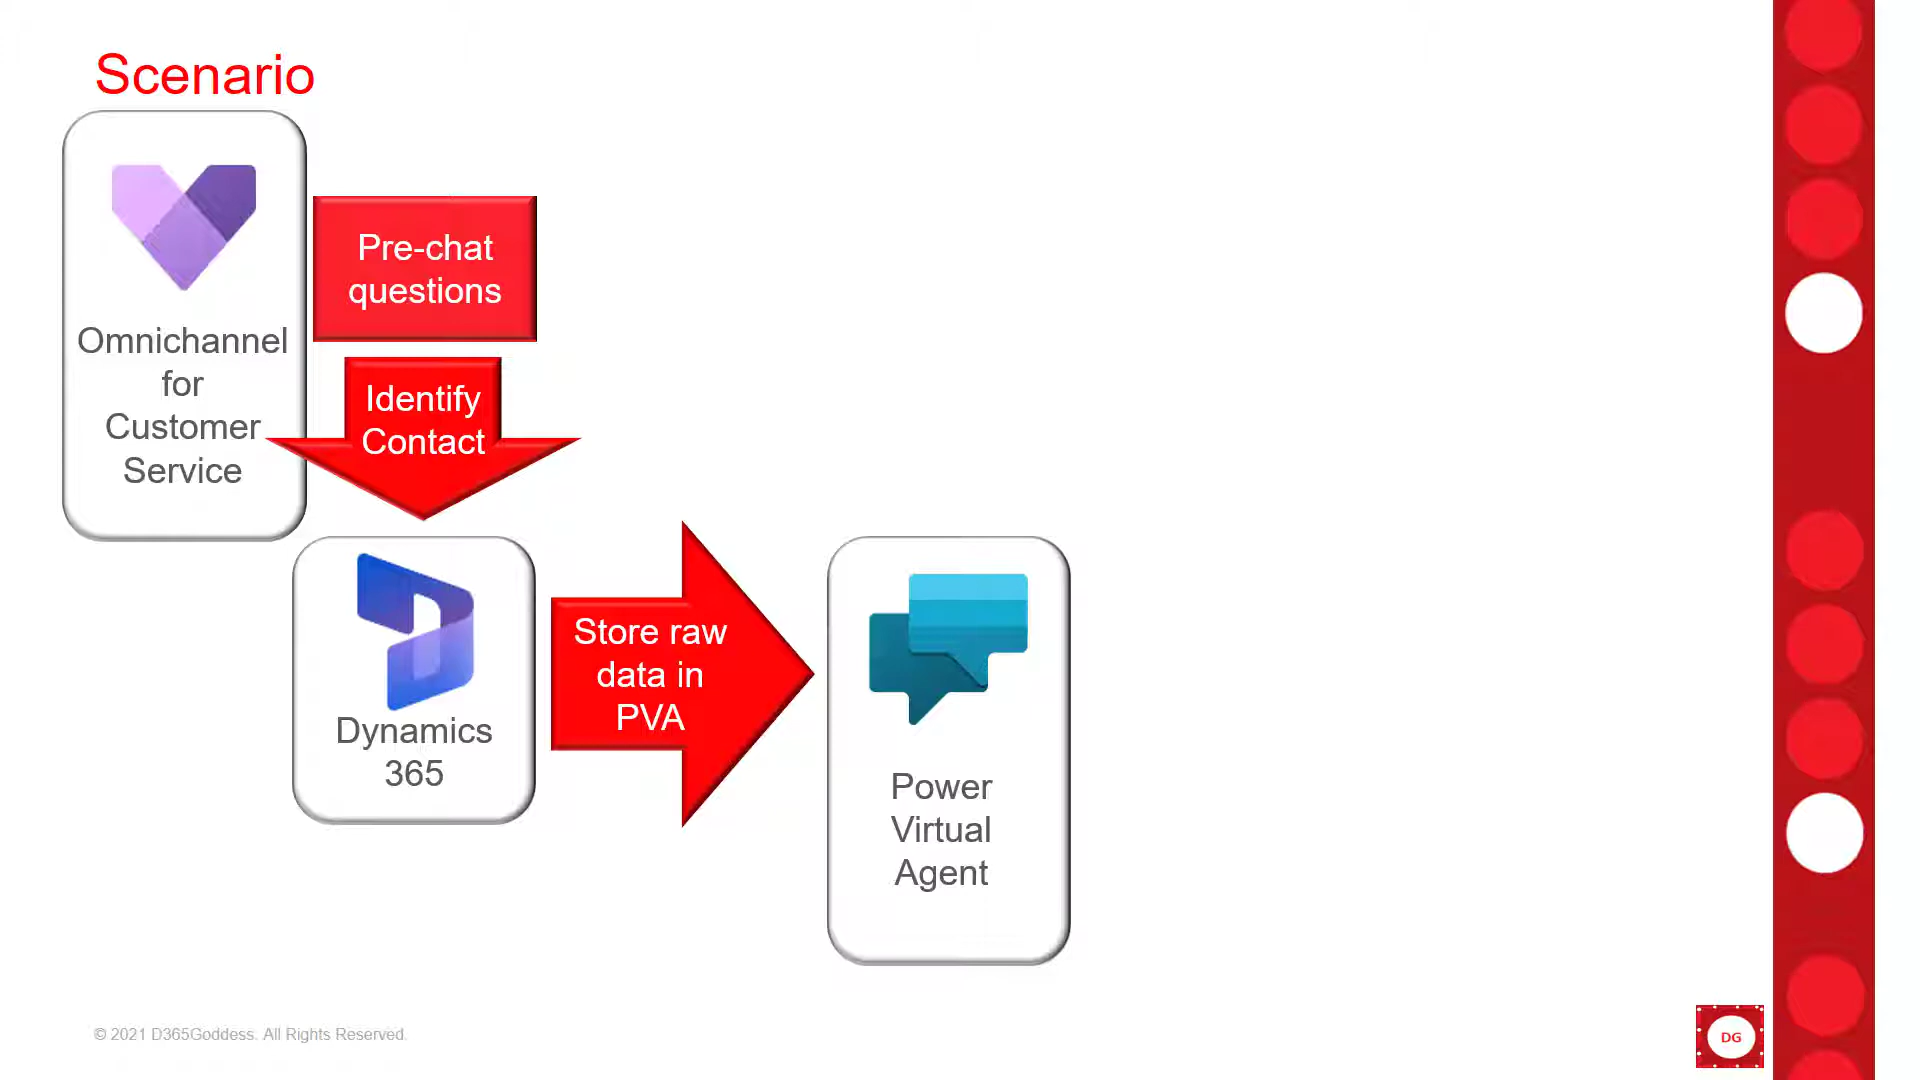 Scenario
Pre-chat
questions
Omnichannel
for
Customer
Service
Identify
Contact
Dynamics
365
Store raw
data in
PVA
Power
Virtual
Agent
© 2021 D365Goddess. All Rights Reserved.
DG